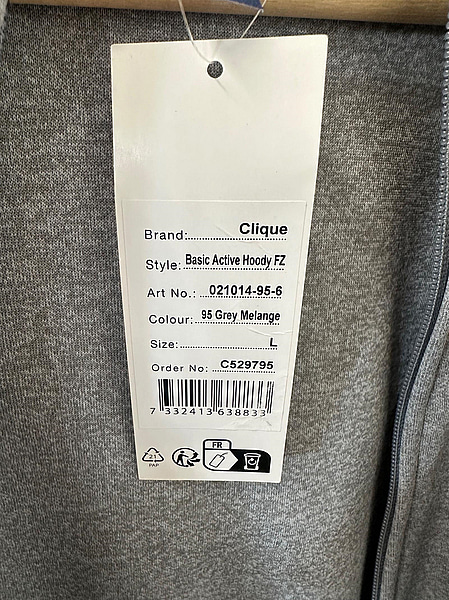 Brand: Clique
Style: Basic Active Hoody FZ
Art No.: 021014-95-6
Colour: 95 Grey Melange
Size: L
Order No: C529795
7 332413 638833
FR
21
PAP